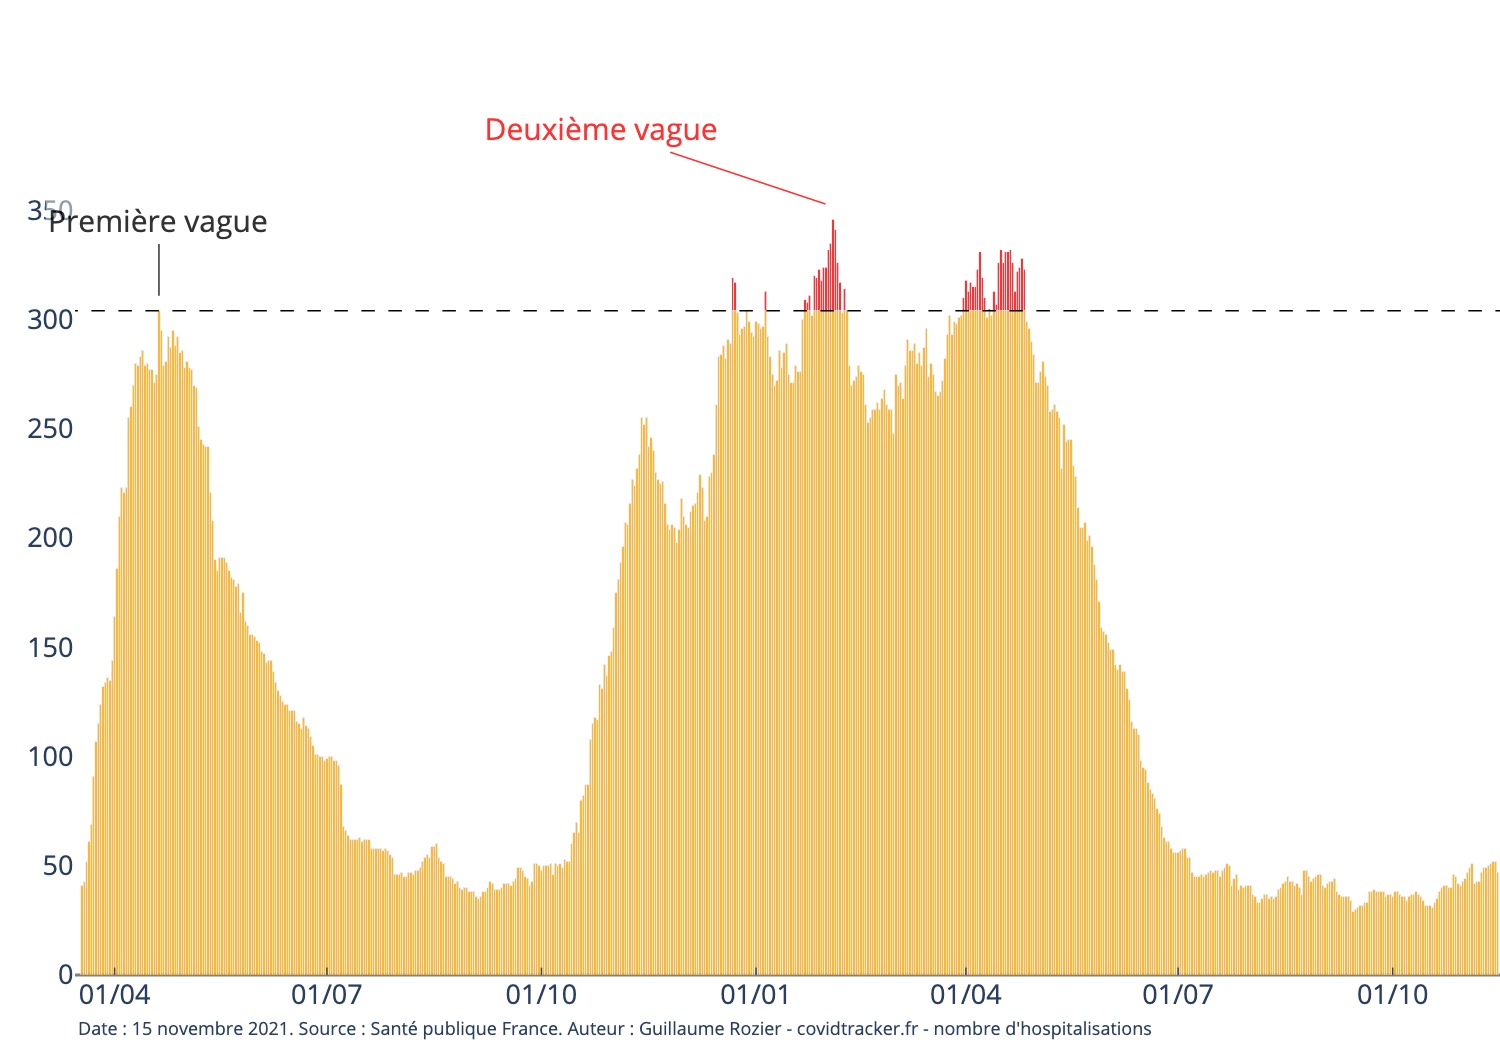 Deuxième vague
350
Première vague
300
250
200
150
100
50
0
01/04 01/07 01/10 01/01 01/04 01/07 01/10
Date : 15 novembre 2021. Source : Santé publique France. Auteur : Guillaume Rozier - covidtracker.fr - nombre d'hospitalisations